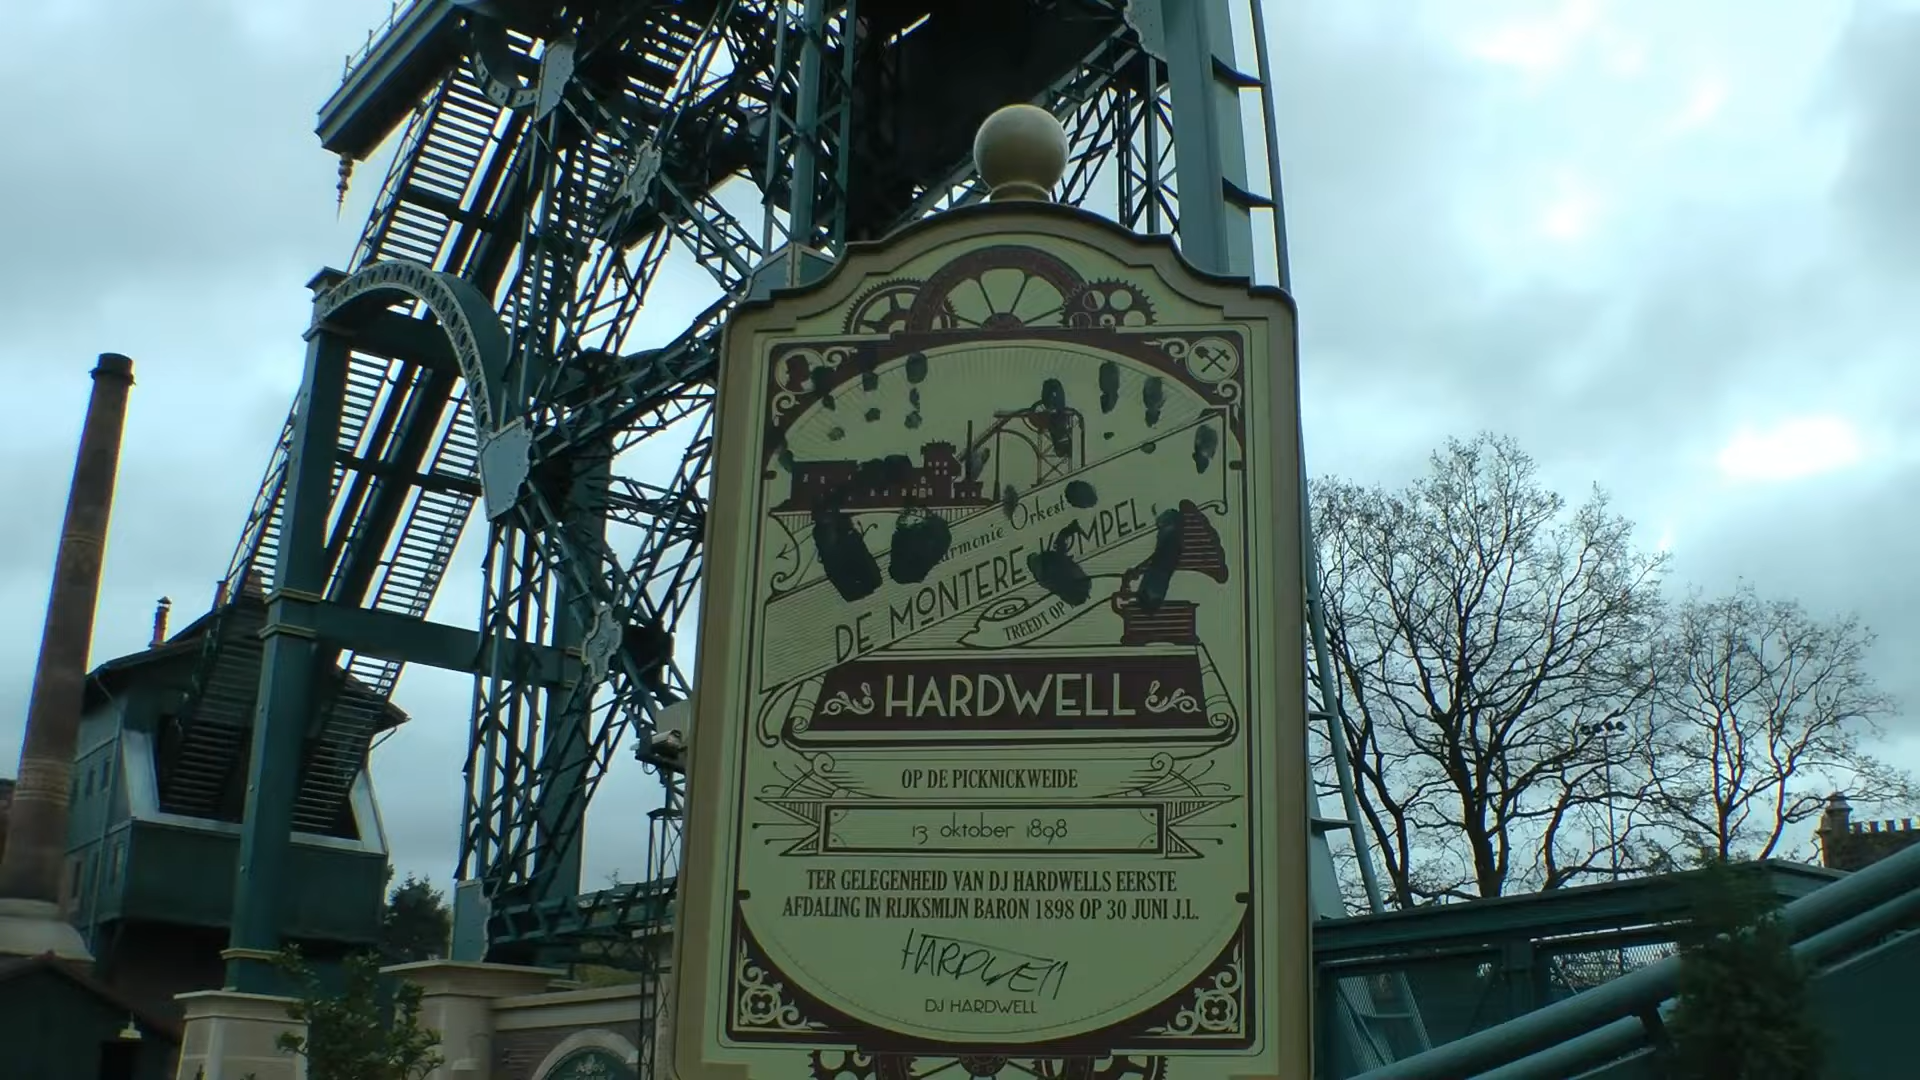 Orkest
DE MONTERE KOMPEL
TREEDT OP
HARDWELL
OP DE PICKNICKWEIDE
13 oktober 1898
TER GELEGENHEID VAN DJ HARDWELLS EERSTE
AFDALING IN RIJKSMIJN BARON 1898 OP 30 JUNI J.L.
HARDWELL
DJ HARDWELL